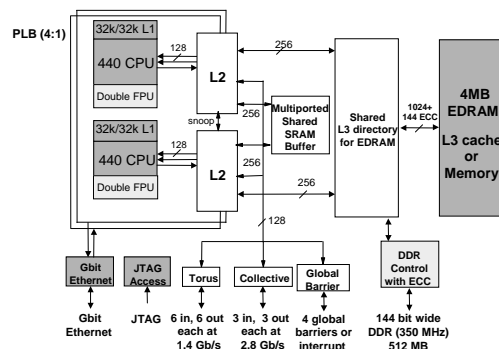 PLB (4:1)
32k/32k L1
440 CPU
Double FPU
128
L2
256
snoop
256
Multiported
Shared
SRAM
Buffer
Shared
L3 directory
for EDRAM
1024+
144 ECC
4MB
EDRAM
L3 cache
or
Memory
32k/32k L1
440 CPU
Double FPU
128
L2
256
256
128
Gbit
Ethernet
JTAG
Access
Torus
Collective
Global
Barrier
DDR
Control
with ECC
Gbit
Ethernet
JTAG
6 in, 6 out
each at
1.4 Gb/s
3 in, 3 out
each at
2.8 Gb/s
4 global
barriers or
interrupt
144 bit wide
DDR (350 MHz)
512 MB